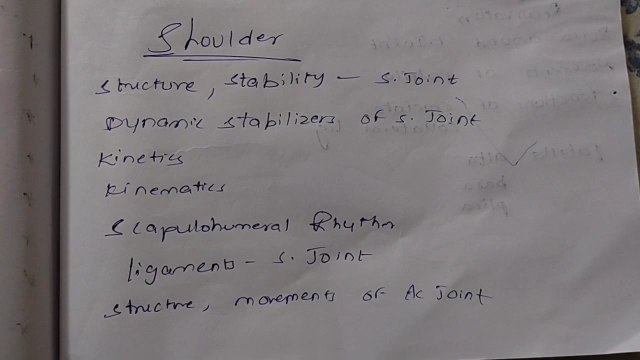 Shoulder
structure, stability - s. Joint
Dynamic stabilizers of s. Joint
Kinetics
Kinematics
Scapulohumeral Rhythm
ligaments - s. Joint
structre, movements of Ac Joint